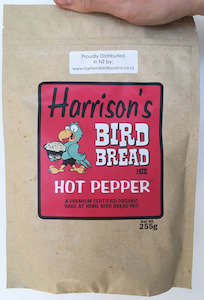 Proudly Distributed
in NZ by:
Harrison's
BIRD
BREAD
MIX
HOT PEPPER
A PREMIUM CERTIFIED ORGANIC
BAKE AT HOME BIRD BREAD MIX
Net Wt
255g